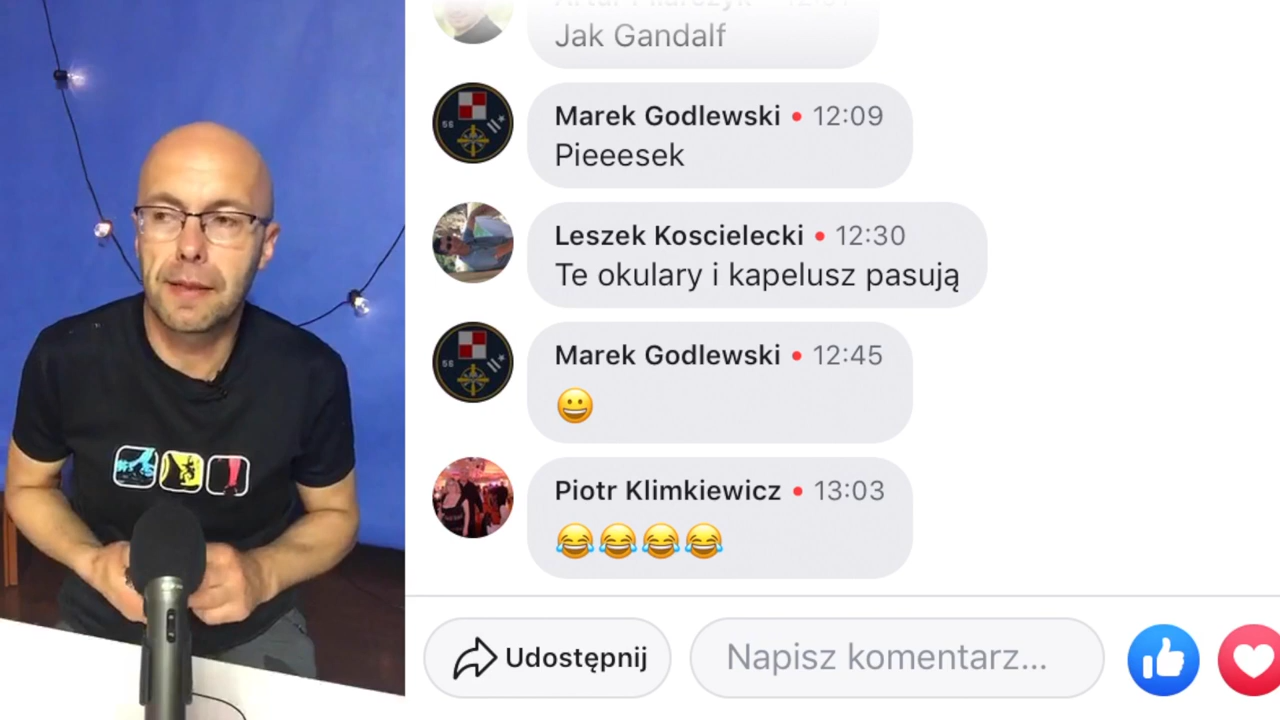 Jak Gandalf
Marek Godlewski • 12:09
Pieeesek
Leszek Koscielecki • 12:30
Te okulary i kapelusz pasują
Marek Godlewski • 12:45
😀
Piotr Klimkiewicz • 13:03
😂😂😂😂
Udostępnij
Napisz komentarz...